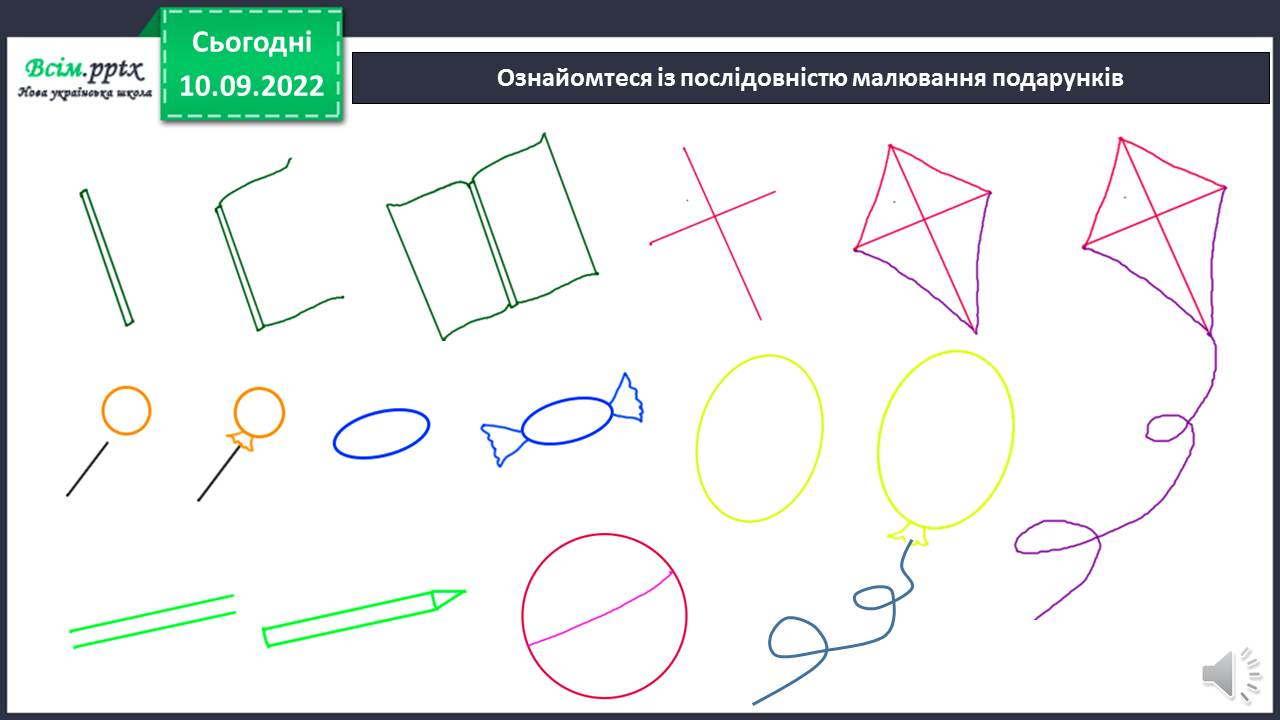 Всім.pptx
Нова українська школа
Сьогодні
10.09.2022
Ознайомтеся із послідовністю малювання подарунків